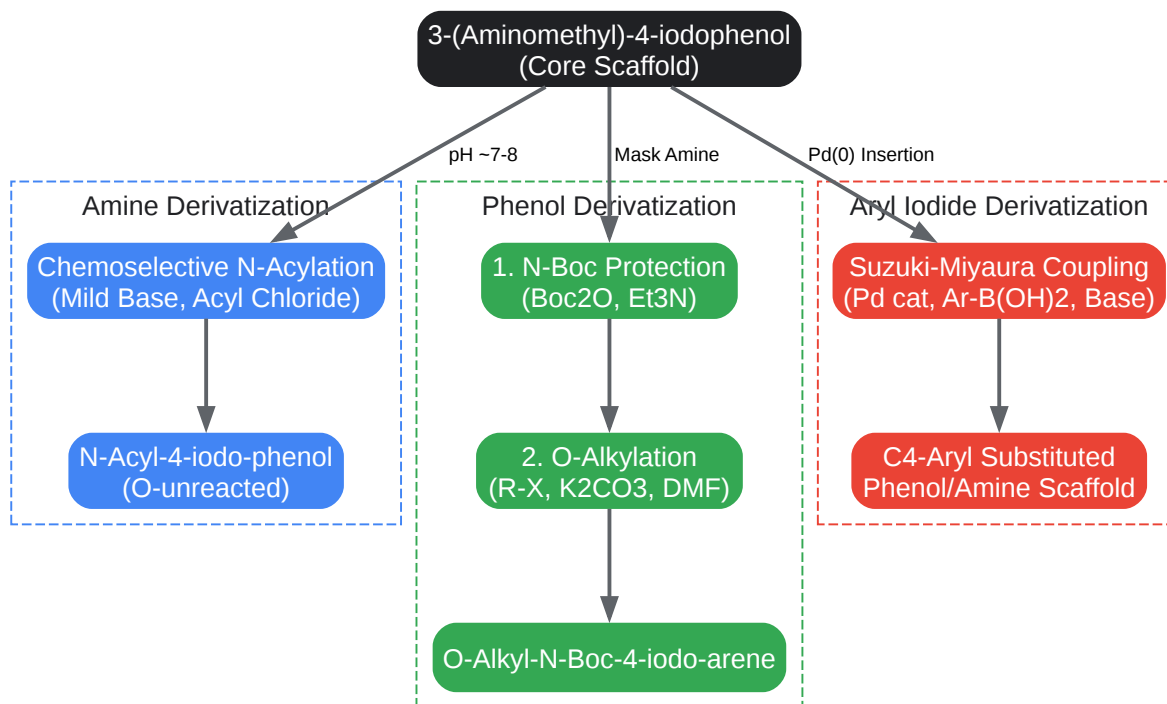 3-(Aminomethyl)-4-iodophenol
(Core Scaffold)
pH ~7-8
Mask Amine
Pd(0) Insertion
Amine Derivatization
Phenol Derivatization
Aryl Iodide Derivatization
Chemoselective N-Acylation
(Mild Base, Acyl Chloride)
1. N-Boc Protection
(Boc2O, Et3N)
Suzuki-Miyaura Coupling
(Pd cat, Ar-B(OH)2, Base)
N-Acyl-4-iodo-phenol
(O-unreacted)
2. O-Alkylation
(R-X, K2CO3, DMF)
C4-Aryl Substituted
Phenol/Amine Scaffold
O-Alkyl-N-Boc-4-iodo-arene